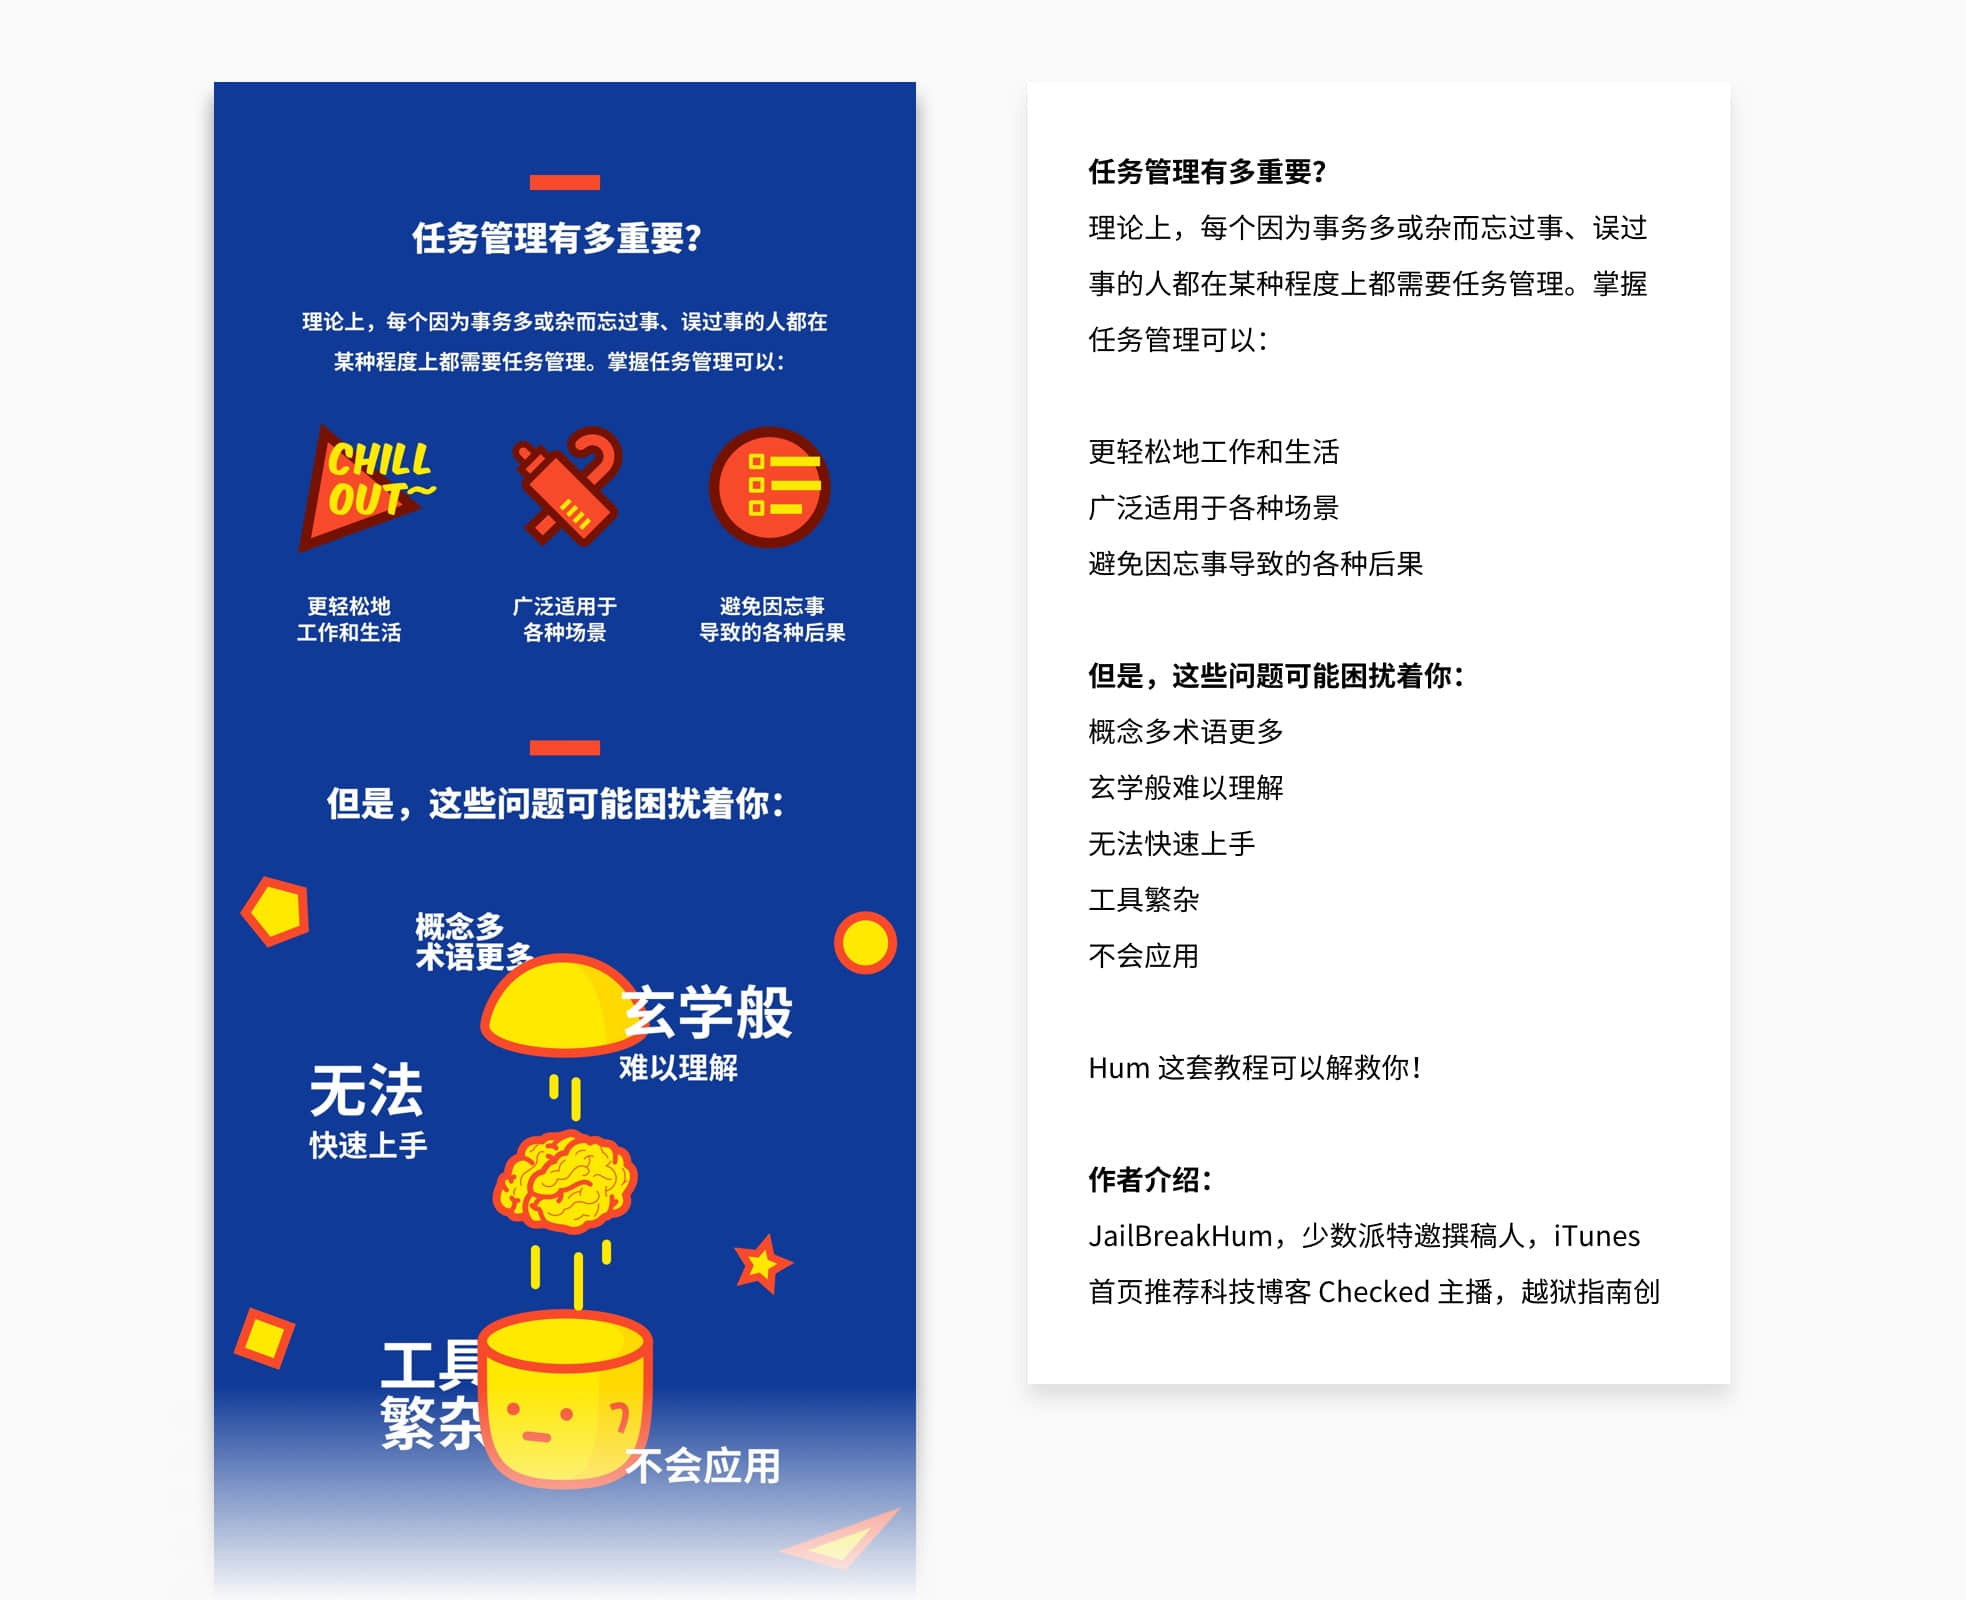 任务管理有多重要？
理论上，每个因为事务多或杂而忘过事、误过事的人都在
某种程度上都需要任务管理。掌握任务管理可以：
CHILL
OUT~
更轻松地
工作和生活
广泛适用于
各种场景
避免因忘事
导致的各种后果
但是，这些问题可能困扰着你：
概念多
术语更多
玄学般
难以理解
无法
快速上手
工具
繁杂
不会应用
任务管理有多重要？
理论上，每个因为事务多或杂而忘过事、误过
事的人都在某种程度上都需要任务管理。掌握
任务管理可以：
更轻松地工作和生活
广泛适用于各种场景
避免因忘事导致的各种后果
但是，这些问题可能困扰着你：
概念多术语更多
玄学般难以理解
无法快速上手
工具繁杂
不会应用
Hum 这套教程可以解救你！
作者介绍：
JailBreakHum，少数派特邀撰稿人，iTunes
首页推荐科技博客 Checked 主播，越狱指南创